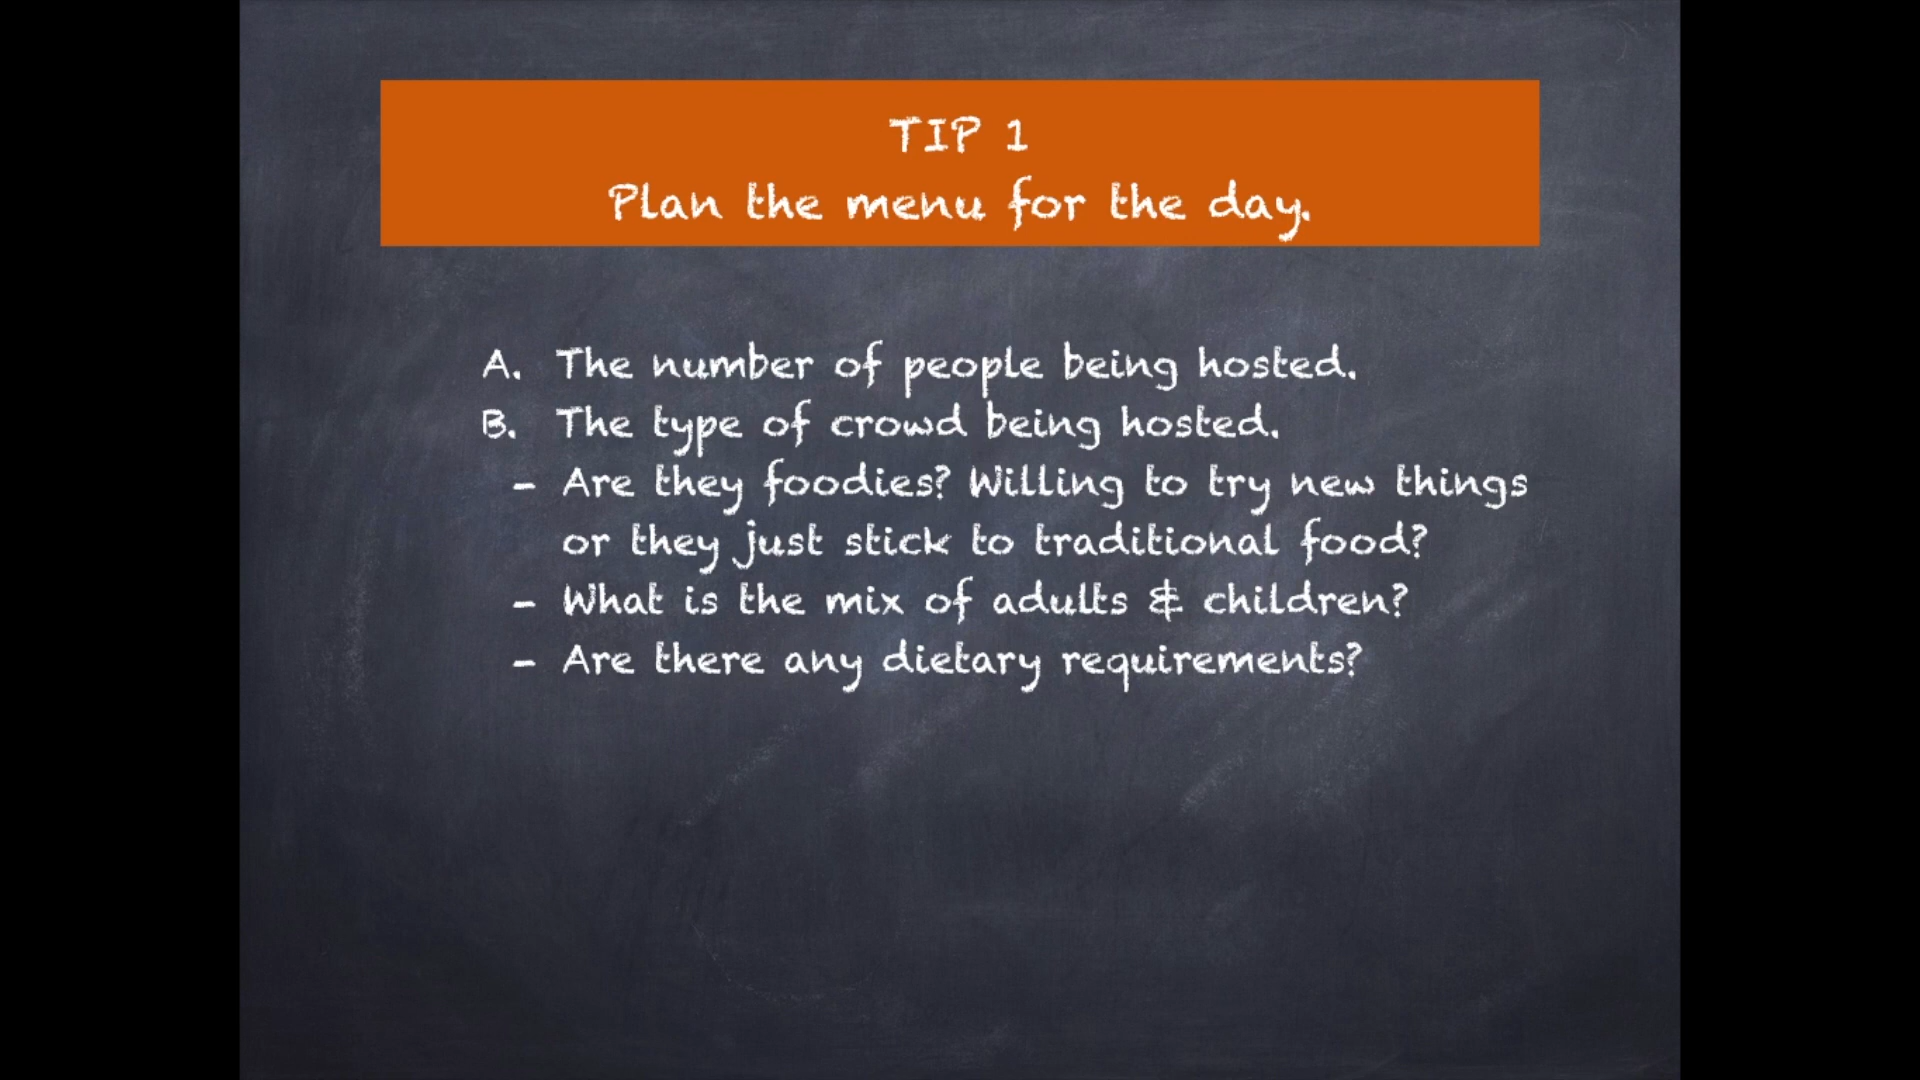 TIP 1
Plan the menu for the day.
A. The number of people being hosted.
B. The type of crowd being hosted.
- Are they foodies? Willing to try new things
or they just stick to traditional food?
- What is the mix of adults & children?
- Are there any dietary requirements?